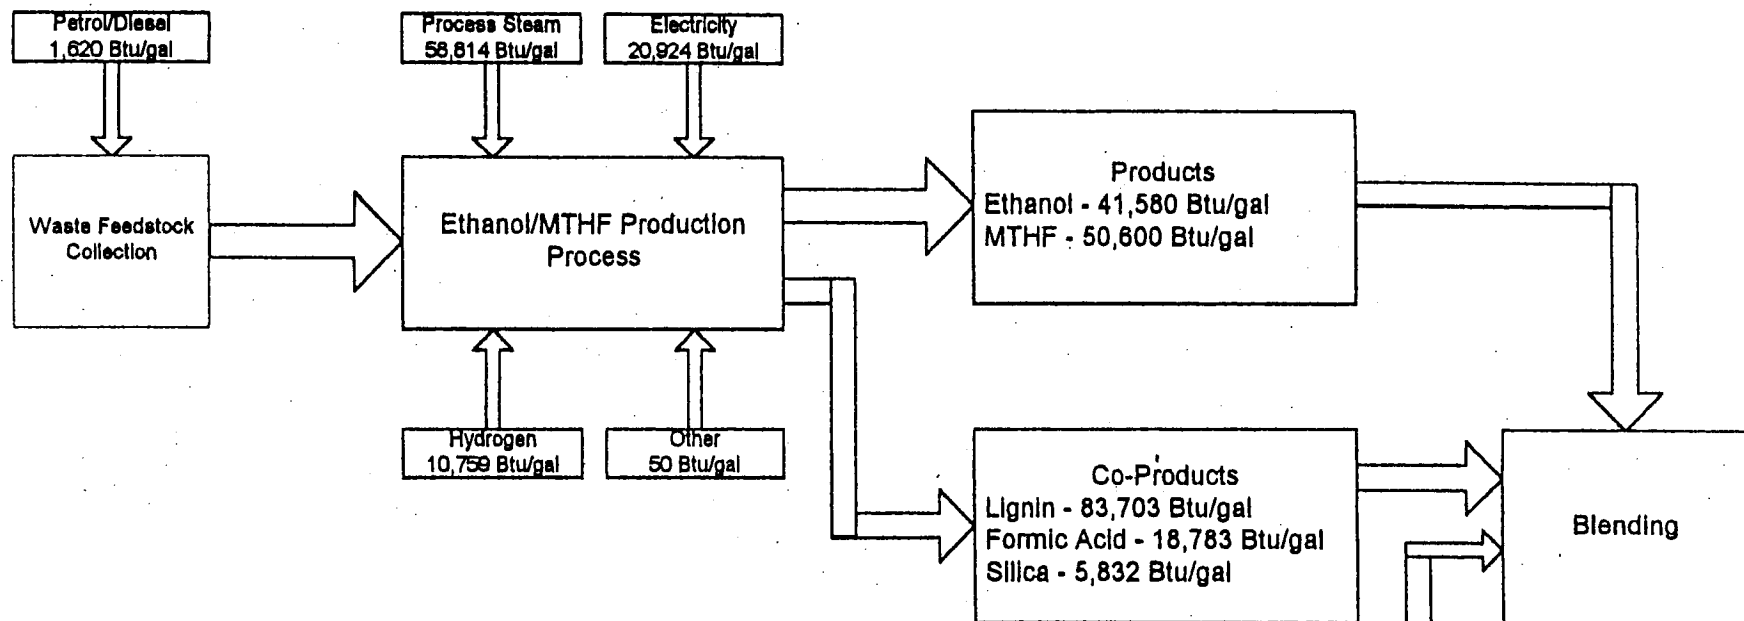 Petrol/Diesel
1,620 Btu/gal
Process Steam
58,814 Btu/gal
Electricity
20,924 Btu/gal
Waste Feedstock
Collection
Ethanol/MTHF Production
Process
Products
Ethanol - 41,580 Btu/gal
MTHF - 50,600 Btu/gal
Hydrogen
10,759 Btu/gal
Other
50 Btu/gal
Co-Products
Lignin - 83,703 Btu/gal
Formic Acid - 18,783 Btu/gal
Silica - 5,832 Btu/gal
Blending